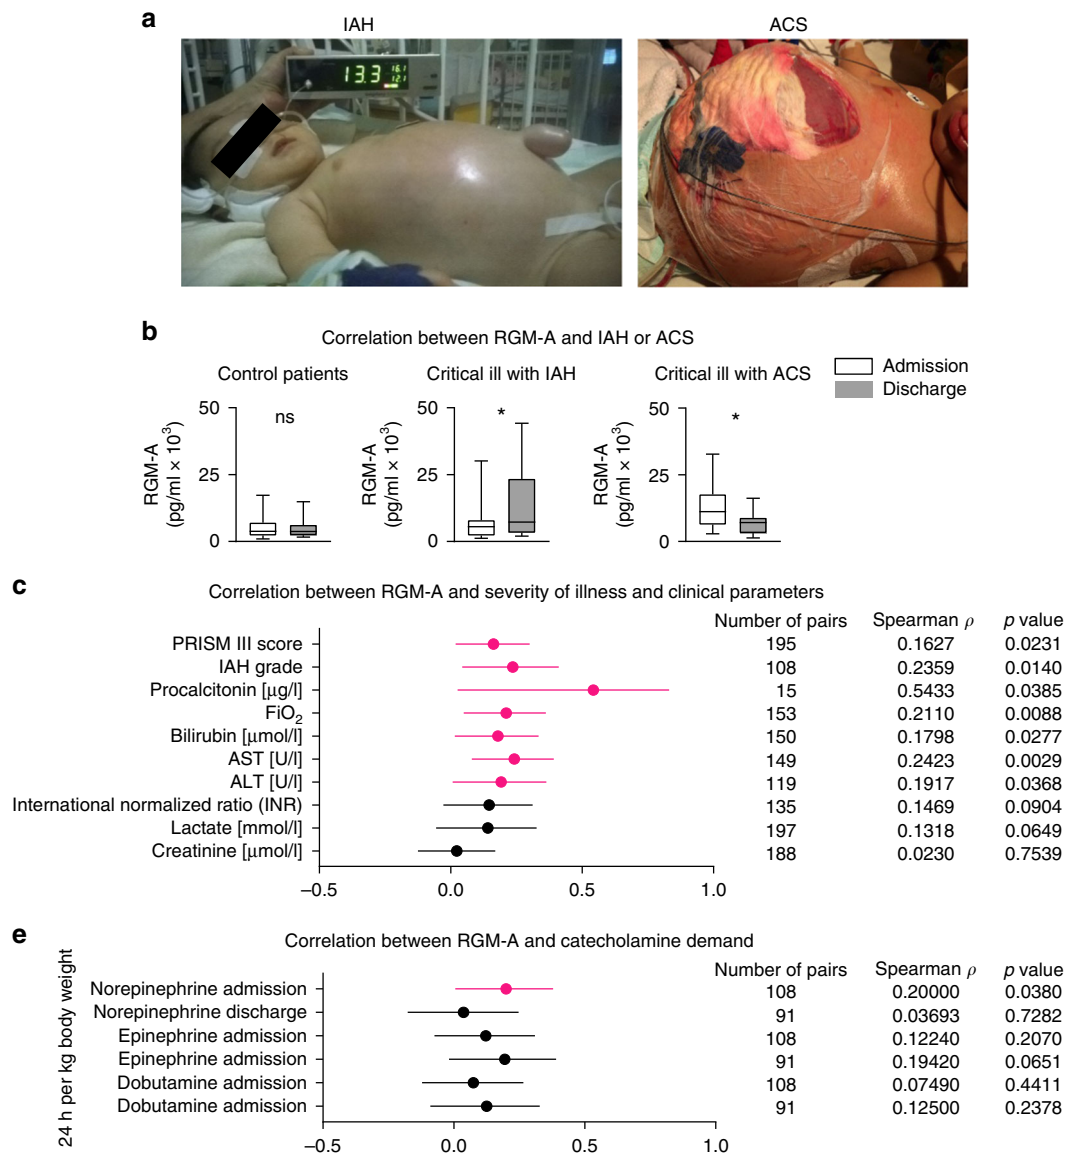 a
IAH
ACS
13.3
16.1
12.1
b
Correlation between RGM-A and IAH or ACS
Admission
Discharge
Control patients
Critical ill with IAH
Critical ill with ACS
RGM-A
(pg/ml × 10³)
50
25
0
ns
RGM-A
(pg/ml × 10³)
50
25
0
*
RGM-A
(pg/ml × 10³)
50
25
0
*
c
Correlation between RGM-A and severity of illness and clinical parameters
Number of pairs Spearman ρ p value
PRISM III score 195 0.1627 0.0231
IAH grade 108 0.2359 0.0140
Procalcitonin [μg/l] 15 0.5433 0.0385
FiO₂ 153 0.2110 0.0088
Bilirubin [μmol/l] 150 0.1798 0.0277
AST [U/l] 149 0.2423 0.0029
ALT [U/l] 119 0.1917 0.0368
International normalized ratio (INR) 135 0.1469 0.0904
Lactate [mmol/l] 197 0.1318 0.0649
Creatinine [μmol/l] 188 0.0230 0.7539
–0.5 0.0 0.5 1.0
e
Correlation between RGM-A and catecholamine demand
Number of pairs Spearman ρ p value
24 h per kg body weight
Norepinephrine admission 108 0.20000 0.0380
Norepinephrine discharge 91 0.03693 0.7282
Epinephrine admission 108 0.12240 0.2070
Epinephrine admission 91 0.19420 0.0651
Dobutamine admission 108 0.07490 0.4411
Dobutamine admission 91 0.12500 0.2378
–0.5 0.0 0.5 1.0